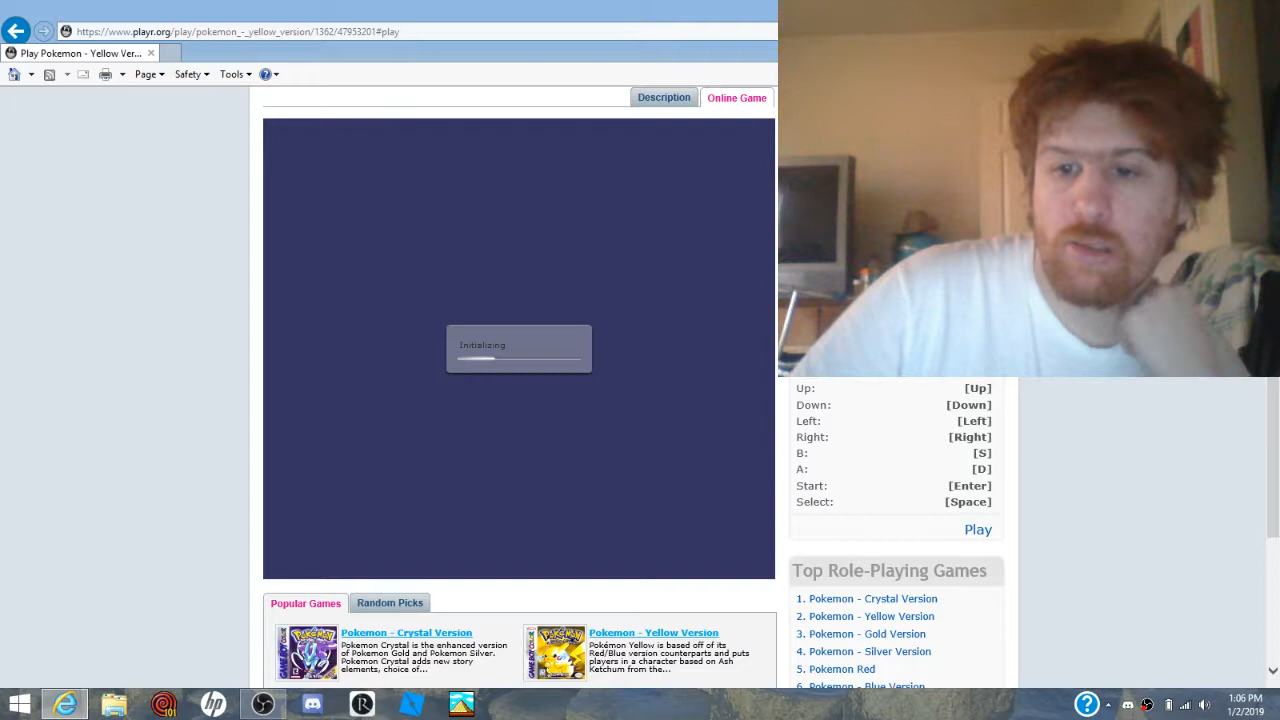 https://www.playr.org/play/pokemon_-_yellow_version/1362/47953201#play
Play Pokemon - Yellow Ver...
Page
Safety
Tools
Description
Online Game
Initializing
Up: [Up]
Down: [Down]
Left: [Left]
Right: [Right]
B: [S]
A: [D]
Start: [Enter]
Select: [Space]
Play
Top Role-Playing Games
1. Pokemon - Crystal Version
2. Pokemon - Yellow Version
3. Pokemon - Gold Version
4. Pokemon - Silver Version
5. Pokemon Red
6. Pokemon - Blue Version
Popular Games
Random Picks
Pokemon - Crystal Version
Pokemon Crystal is the enhanced version
of Pokemon Gold and Pokemon Silver.
Pokemon Crystal adds new story
elements, choice of...
Pokemon - Yellow Version
Pokémon Yellow is based off of its
Red/Blue version counterparts and puts
players in a character based on Ash
Ketchum from the...
101
hp
R
1:06 PM
1/2/2019